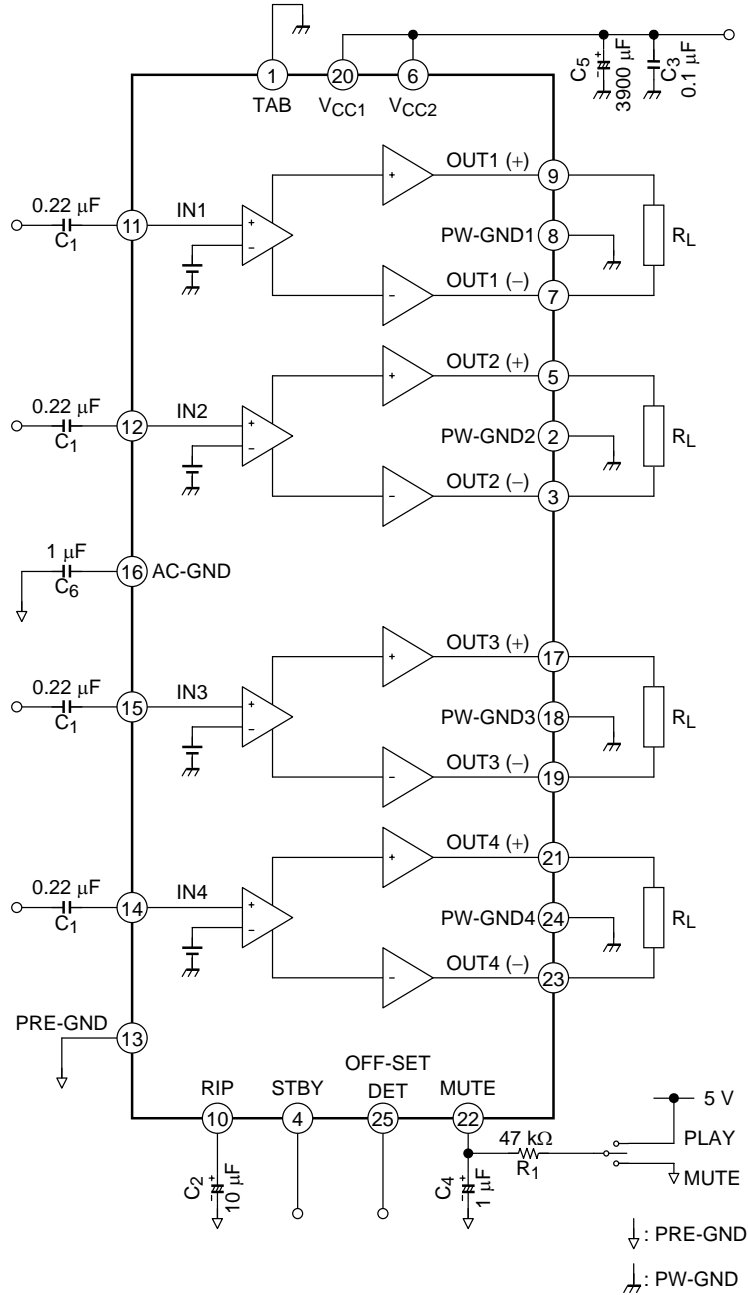 C5
+
−
3900 μF
C3
0.1 μF
1
20
6
TAB
VCC1
VCC2
OUT1 (+)
9
0.22 μF
C1
11
IN1
+
−
+
PW-GND1
8
RL
OUT1 (−)
−
7
OUT2 (+)
5
0.22 μF
C1
12
IN2
+
−
+
PW-GND2
2
RL
OUT2 (−)
−
3
1 μF
C6
16
AC-GND
OUT3 (+)
17
0.22 μF
C1
15
IN3
+
−
+
PW-GND3
18
RL
OUT3 (−)
−
19
OUT4 (+)
21
0.22 μF
C1
14
IN4
+
−
+
PW-GND4
24
RL
OUT4 (−)
−
23
PRE-GND
13
RIP
STBY
OFF-SET
DET
MUTE
10
4
25
22
5 V
PLAY
47 kΩ
R1
MUTE
C2
+
−
10 μF
C4
+
−
1 μF
: PRE-GND
: PW-GND